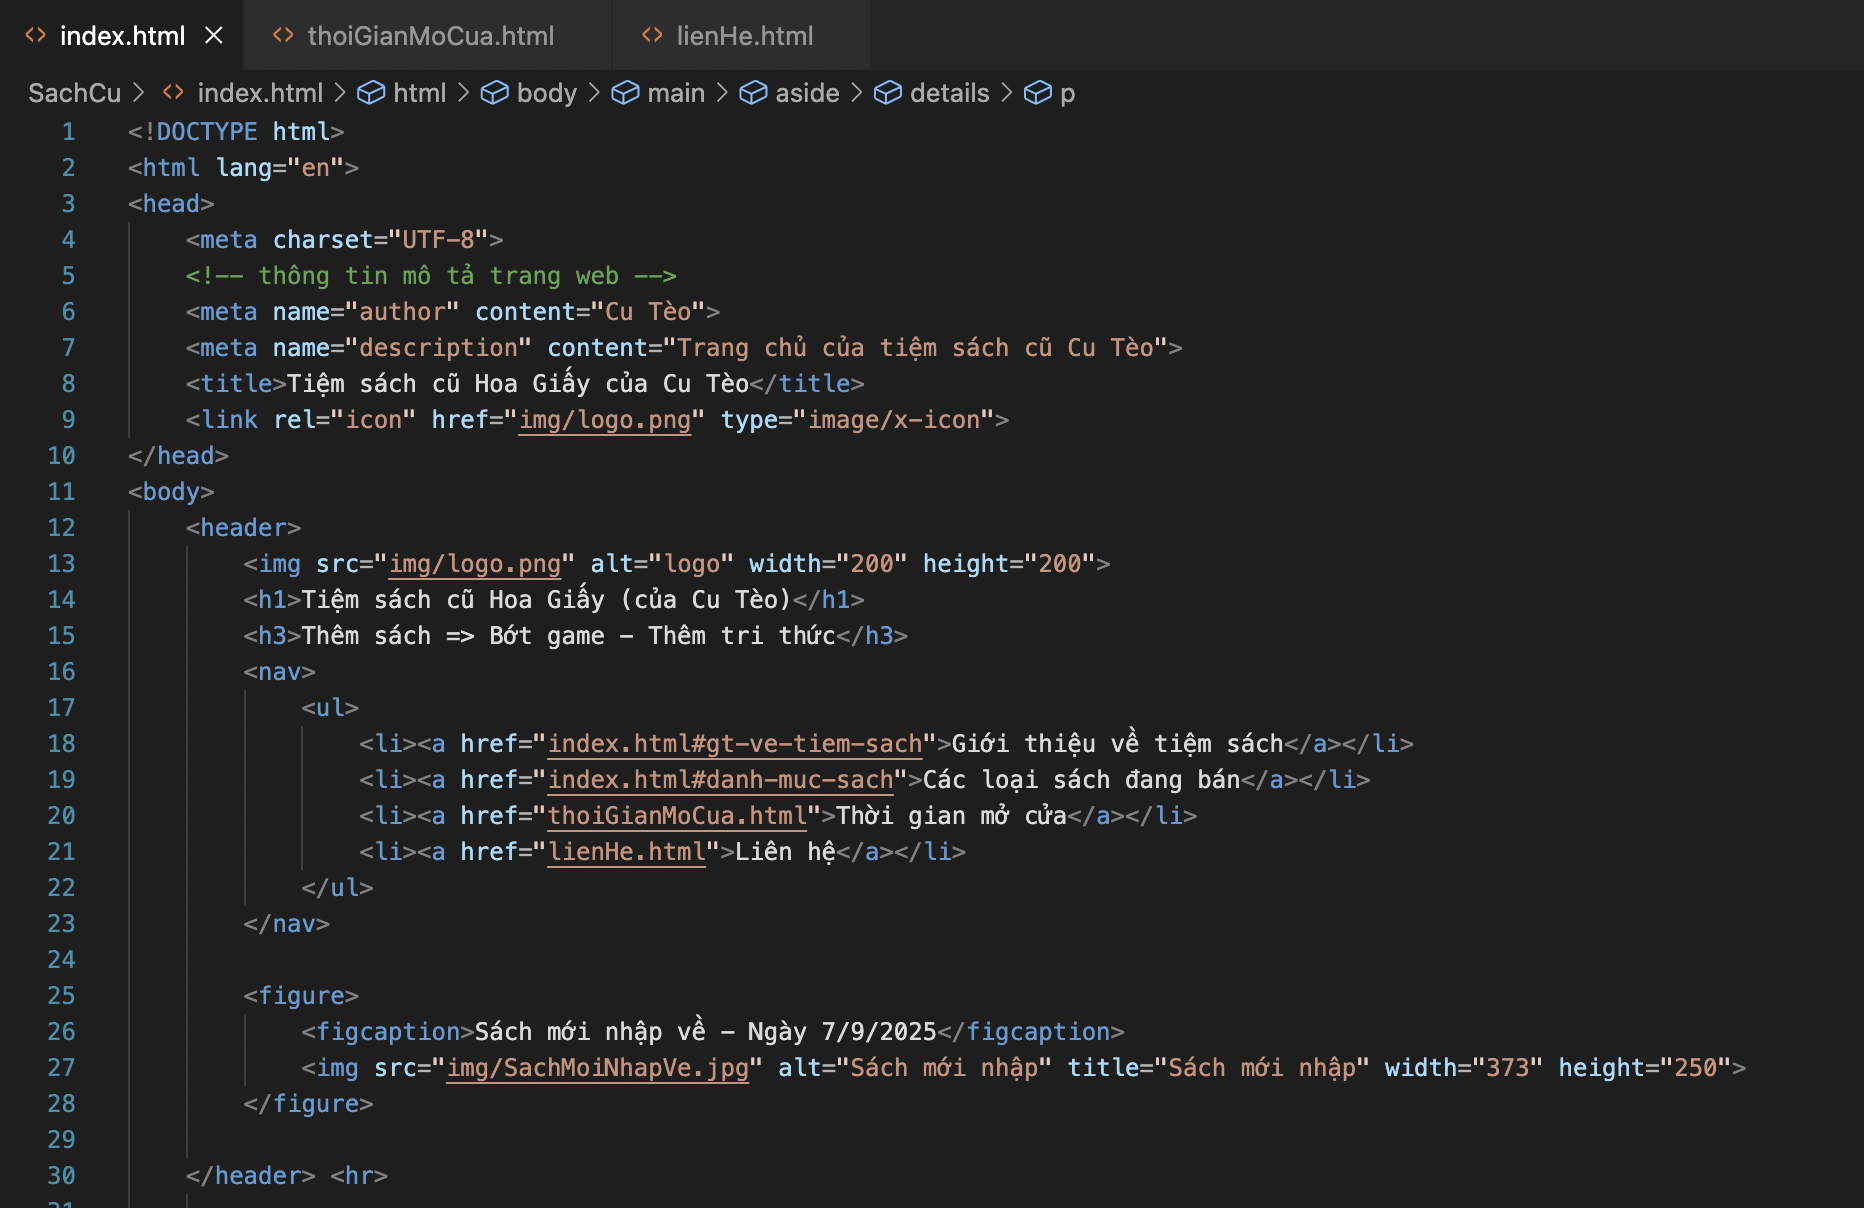 index.html
thoiGianMoCua.html
lienHe.html
SachCu > index.html > html > body > main > aside > details > p
1 <!DOCTYPE html>
2 <html lang="en">
3 <head>
4 <meta charset="UTF-8">
5 <!-- thông tin mô tả trang web -->
6 <meta name="author" content="Cu Tèo">
7 <meta name="description" content="Trang chủ của tiệm sách cũ Cu Tèo">
8 <title>Tiệm sách cũ Hoa Giấy của Cu Tèo</title>
9 <link rel="icon" href="img/logo.png" type="image/x-icon">
10 </head>
11 <body>
12 <header>
13 <img src="img/logo.png" alt="logo" width="200" height="200">
14 <h1>Tiệm sách cũ Hoa Giấy (của Cu Tèo)</h1>
15 <h3>Thêm sách => Bớt game - Thêm tri thức</h3>
16 <nav>
17 <ul>
18 <li><a href="index.html#gt-ve-tiem-sach">Giới thiệu về tiệm sách</a></li>
19 <li><a href="index.html#danh-muc-sach">Các loại sách đang bán</a></li>
20 <li><a href="thoiGianMoCua.html">Thời gian mở cửa</a></li>
21 <li><a href="lienHe.html">Liên hệ</a></li>
22 </ul>
23 </nav>
24
25 <figure>
26 <figcaption>Sách mới nhập về - Ngày 7/9/2025</figcaption>
27 <img src="img/SachMoiNhapVe.jpg" alt="Sách mới nhập" title="Sách mới nhập" width="373" height="250">
28 </figure>
29
30 </header> <hr>
31